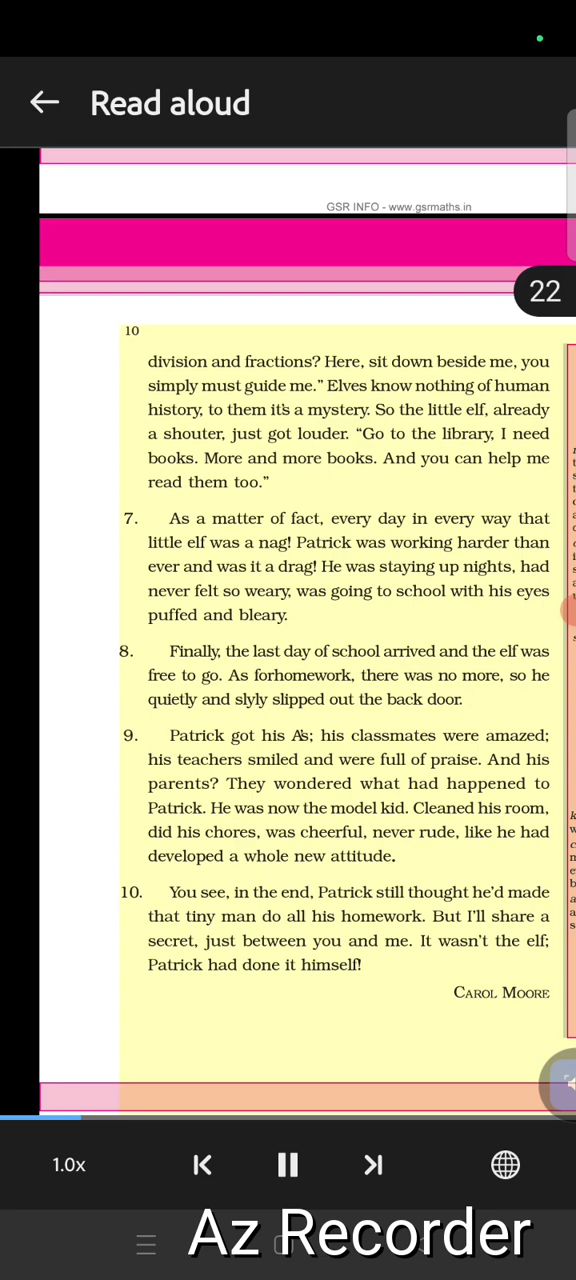 Read aloud
GSR INFO - www.gsrmaths.in
22
10
division and fractions? Here, sit down beside me, you
simply must guide me.” Elves know nothing of human
history, to them it's a mystery. So the little elf, already
a shouter, just got louder. “Go to the library, I need
books. More and more books. And you can help me
read them too.”
7. As a matter of fact, every day in every way that
little elf was a nag! Patrick was working harder than
ever and was it a drag! He was staying up nights, had
never felt so weary, was going to school with his eyes
puffed and bleary.
8. Finally, the last day of school arrived and the elf was
free to go. As forhomework, there was no more, so he
quietly and slyly slipped out the back door.
9. Patrick got his A's; his classmates were amazed;
his teachers smiled and were full of praise. And his
parents? They wondered what had happened to
Patrick. He was now the model kid. Cleaned his room,
did his chores, was cheerful, never rude, like he had
developed a whole new attitude.
10. You see, in the end, Patrick still thought he'd made
that tiny man do all his homework. But I'll share a
secret, just between you and me. It wasn't the elf;
Patrick had done it himself!
CAROL MOORE
1.0x
Az Recorder